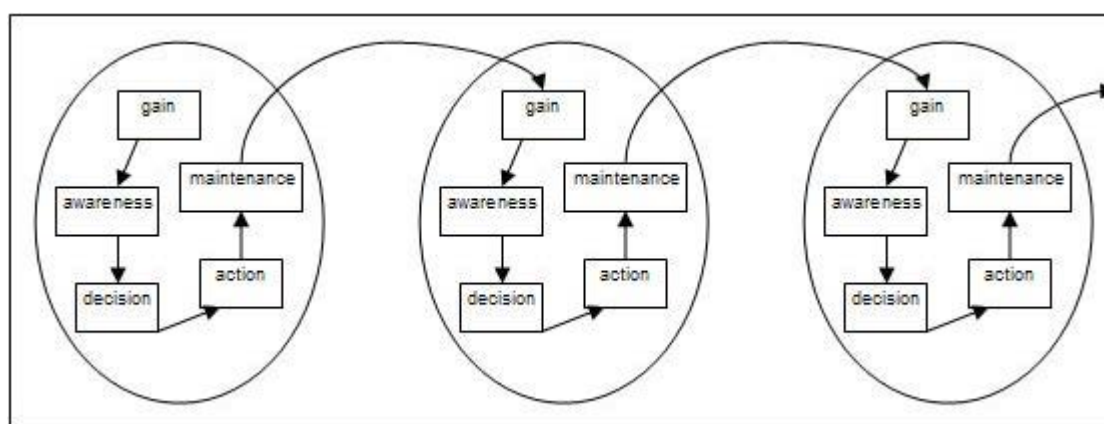 gain
awareness
decision
action
maintenance
gain
awareness
decision
action
maintenance
gain
awareness
decision
action
maintenance